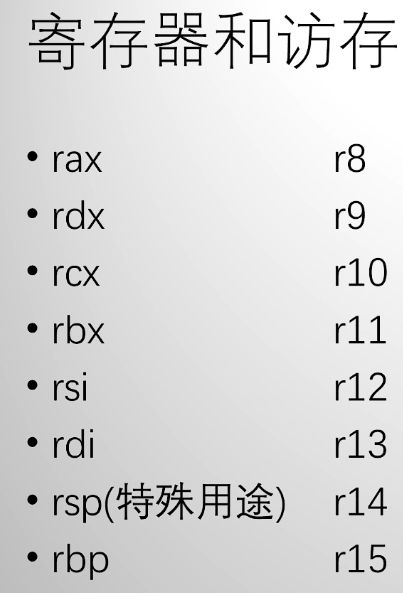 寄存器和访存
• rax r8
• rdx r9
• rcx r10
• rbx r11
• rsi r12
• rdi r13
• rsp(特殊用途) r14
• rbp r15